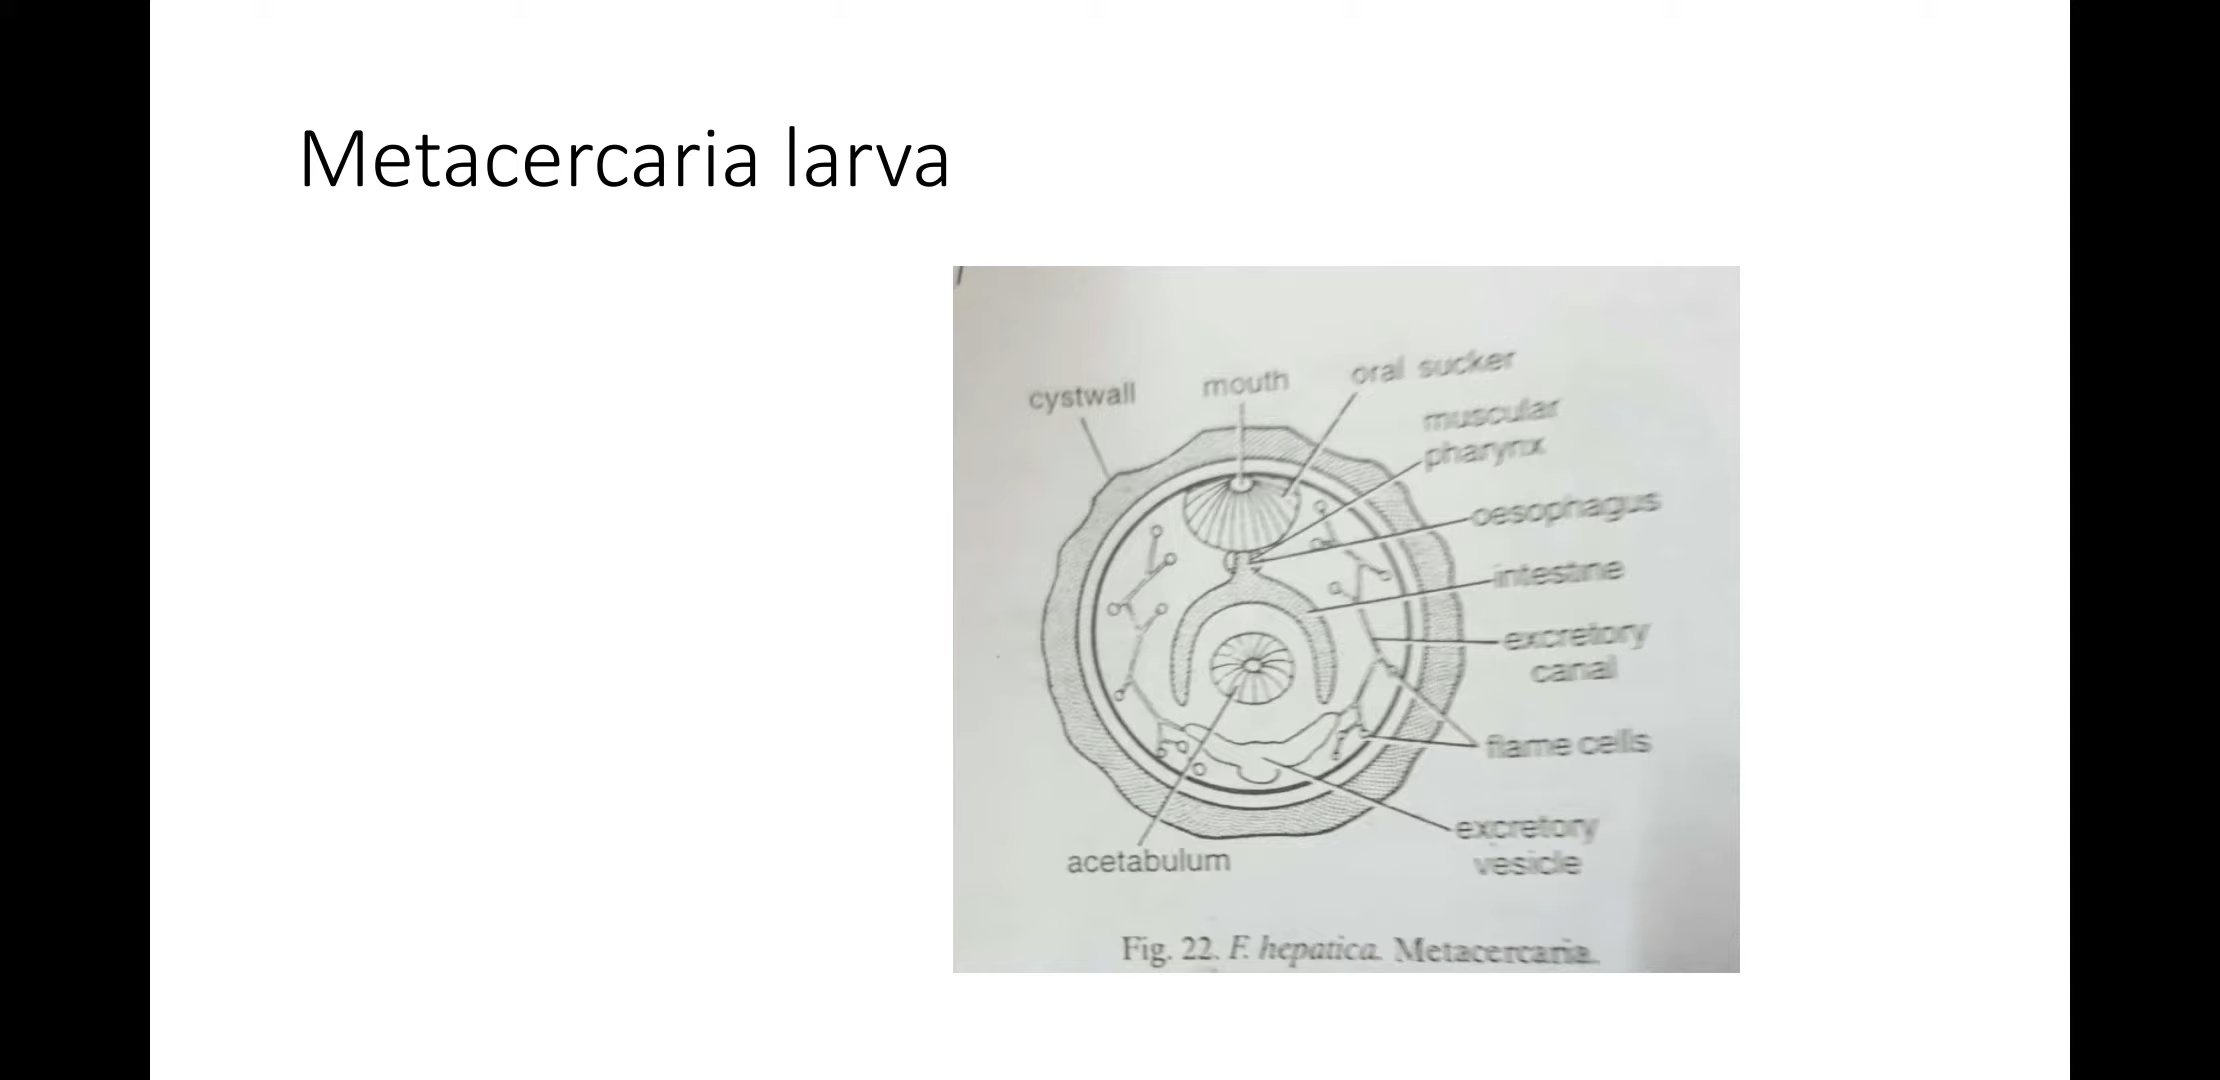 Metacercaria larva
cystwall
mouth
oral sucker
muscular
pharynx
oesophagus
intestine
excretory
canal
flame cells
excretory
vesicle
acetabulum
Fig. 22. F. hepatica. Metacercaria.